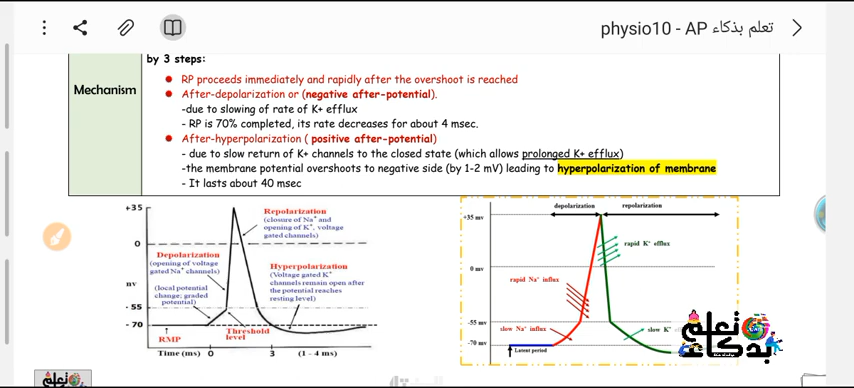 تعلم بذكاء physio10 - AP
by 3 steps:
Mechanism
RP proceeds immediately and rapidly after the overshoot is reached
After-depolarization or (negative after-potential).
-due to slowing of rate of K+ efflux
- RP is 70% completed, its rate decreases for about 4 msec.
After-hyperpolarization ( positive after-potential)
- due to slow return of K+ channels to the closed state (which allows prolonged K+ efflux)
-the membrane potential overshoots to negative side (by 1-2 mV) leading to hyperpolarization of membrane
- It lasts about 40 msec
+35
0
nv
- 55
- 70
Repolarization
(closure of Na+ and
opening of K+, voltage
gated channels)
Depolarization
(opening of voltage
gated Na+ channels)
(local potential
change; graded
potential)
Hyperpolarization
(Voltage gated K+
channels remain open after
the potential reaches
resting level)
RMP
Threshold
level
Time (ms) 0 3 (1 - 4 ms)
depolarization repolarization
+35 mv
rapid K+ efflux
0 mv
rapid Na+ influx
-55 mv
slow Na+ influx
slow K+
-70 mv
Latent period
تعلم
بذكاء
تعلم